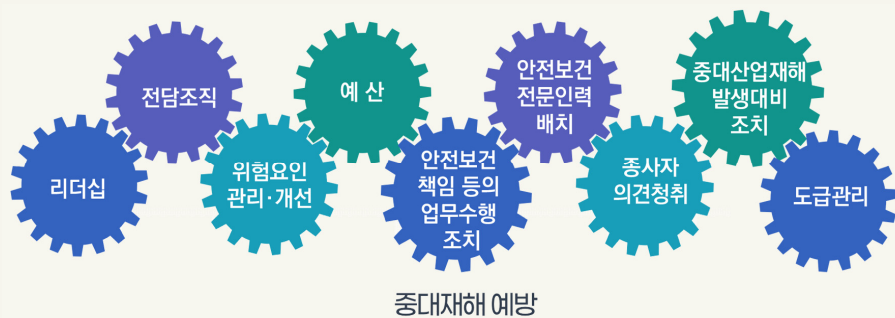 리더십
전담조직
위험요인
관리·개선
예 산
안전보건
책임 등의
업무수행
조치
안전보건
전문인력
배치
종사자
의견청취
중대산업재해
발생대비
조치
도급관리
중대재해 예방